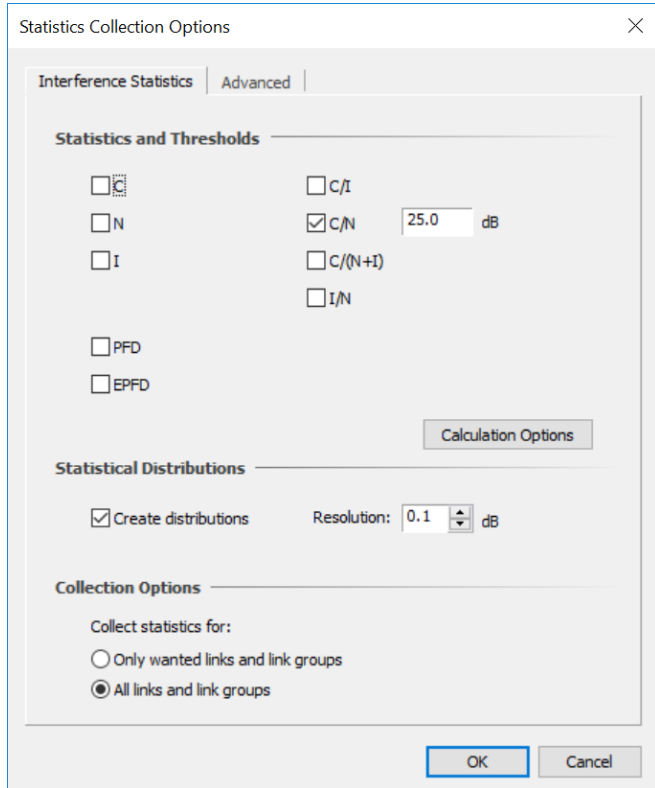 Statistics Collection Options
Interference Statistics Advanced
Statistics and Thresholds
C C/I
N C/N 25.0 dB
I C/(N+I)
I/N
PFD
EPFD
Calculation Options
Statistical Distributions
Create distributions Resolution: 0.1 dB
Collection Options
Collect statistics for:
Only wanted links and link groups
All links and link groups
OK Cancel